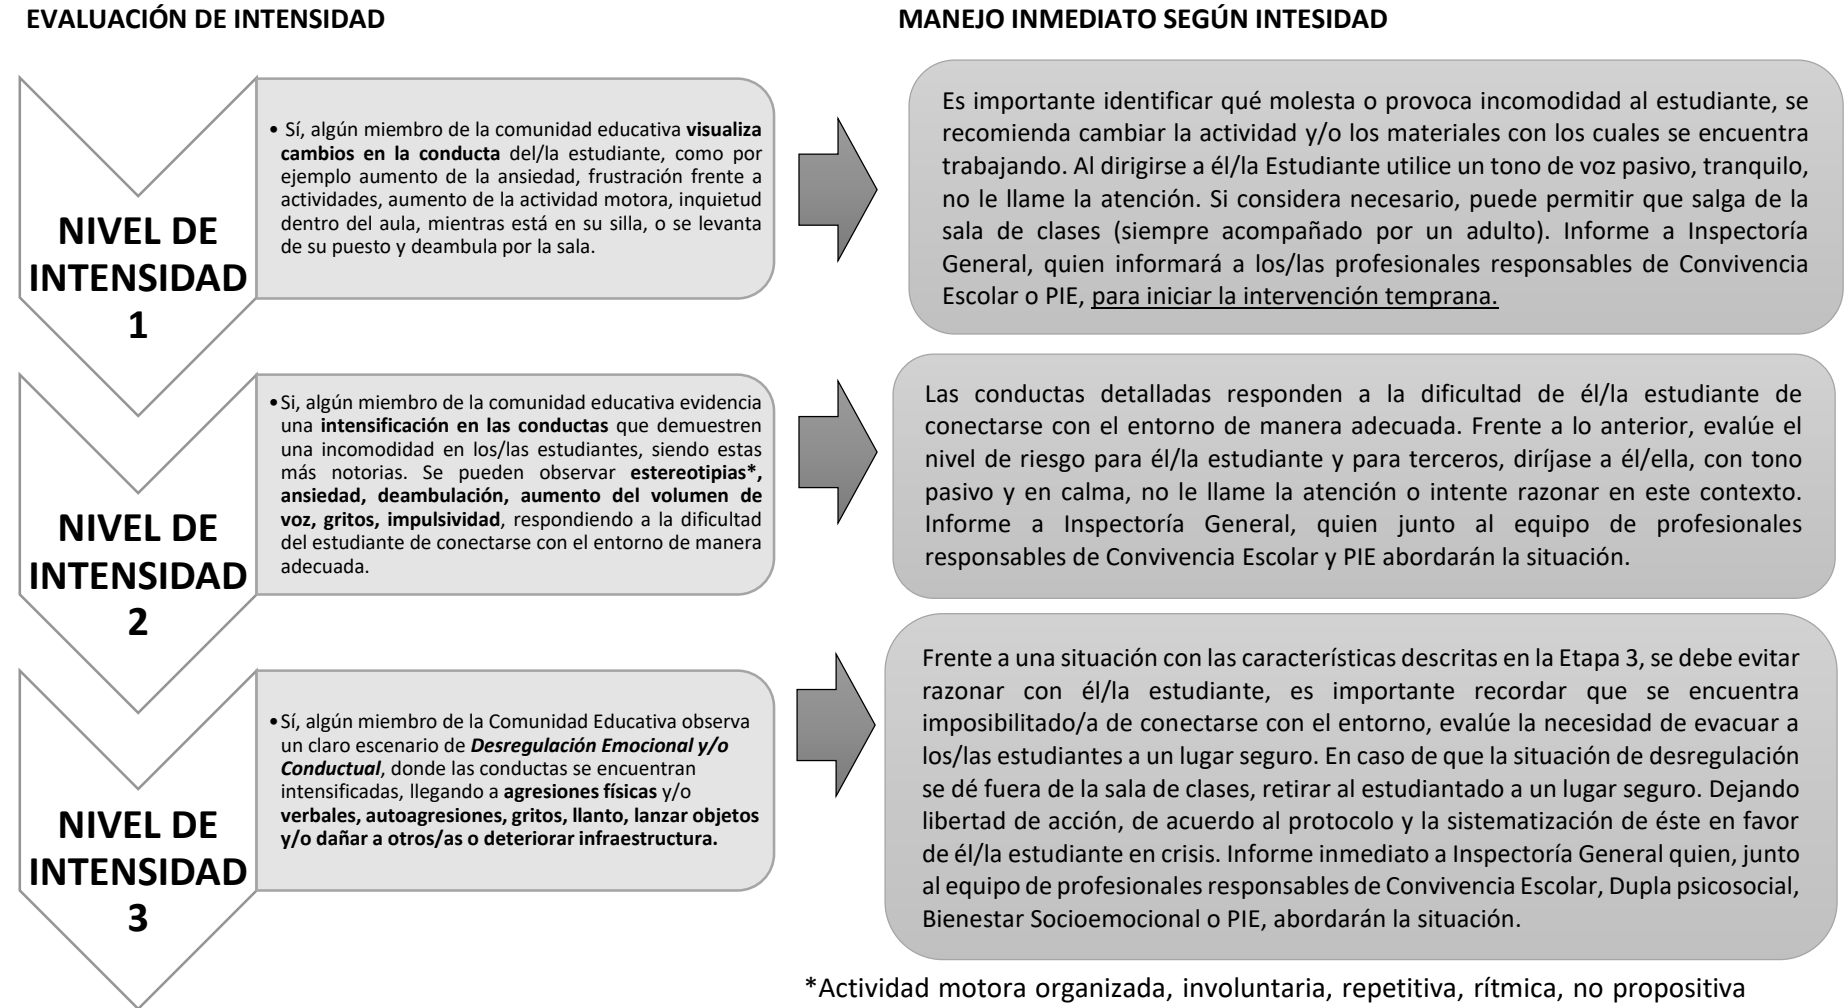 EVALUACIÓN DE INTENSIDAD
MANEJO INMEDIATO SEGÚN INTESIDAD
NIVEL DE
INTENSIDAD
1
• Sí, algún miembro de la comunidad educativa visualiza
cambios en la conducta del/la estudiante, como por
ejemplo aumento de la ansiedad, frustración frente a
actividades, aumento de la actividad motora, inquietud
dentro del aula, mientras está en su silla, o se levanta
de su puesto y deambula por la sala.
Es importante identificar qué molesta o provoca incomodidad al estudiante, se
recomienda cambiar la actividad y/o los materiales con los cuales se encuentra
trabajando. Al dirigirse a él/la Estudiante utilice un tono de voz pasivo, tranquilo,
no le llame la atención. Si considera necesario, puede permitir que salga de la
sala de clases (siempre acompañado por un adulto). Informe a Inspectoría
General, quien informará a los/las profesionales responsables de Convivencia
Escolar o PIE, para iniciar la intervención temprana.
NIVEL DE
INTENSIDAD
2
•Si, algún miembro de la comunidad educativa evidencia
una intensificación en las conductas que demuestren
una incomodidad en los/las estudiantes, siendo estas
más notorias. Se pueden observar estereotipias*,
ansiedad, deambulación, aumento del volumen de
voz, gritos, impulsividad, respondiendo a la dificultad
del estudiante de conectarse con el entorno de manera
adecuada.
Las conductas detalladas responden a la dificultad de él/la estudiante de
conectarse con el entorno de manera adecuada. Frente a lo anterior, evalúe el
nivel de riesgo para él/la estudiante y para terceros, diríjase a él/ella, con tono
pasivo y en calma, no le llame la atención o intente razonar en este contexto.
Informe a Inspectoría General, quien junto al equipo de profesionales
responsables de Convivencia Escolar y PIE abordarán la situación.
NIVEL DE
INTENSIDAD
3
•Sí, algún miembro de la Comunidad Educativa observa
un claro escenario de Desregulación Emocional y/o
Conductual, donde las conductas se encuentran
intensificadas, llegando a agresiones físicas y/o
verbales, autoagresiones, gritos, llanto, lanzar objetos
y/o dañar a otros/as o deteriorar infraestructura.
Frente a una situación con las características descritas en la Etapa 3, se debe evitar
razonar con él/la estudiante, es importante recordar que se encuentra
imposibilitado/a de conectarse con el entorno, evalúe la necesidad de evacuar a
los/las estudiantes a un lugar seguro. En caso de que la situación de desregulación
se dé fuera de la sala de clases, retirar al estudiantado a un lugar seguro. Dejando
libertad de acción, de acuerdo al protocolo y la sistematización de éste en favor
de él/la estudiante en crisis. Informe inmediato a Inspectoría General quien, junto
al equipo de profesionales responsables de Convivencia Escolar, Dupla psicosocial,
Bienestar Socioemocional o PIE, abordarán la situación.
*Actividad motora organizada, involuntaria, repetitiva, rítmica, no propositiva